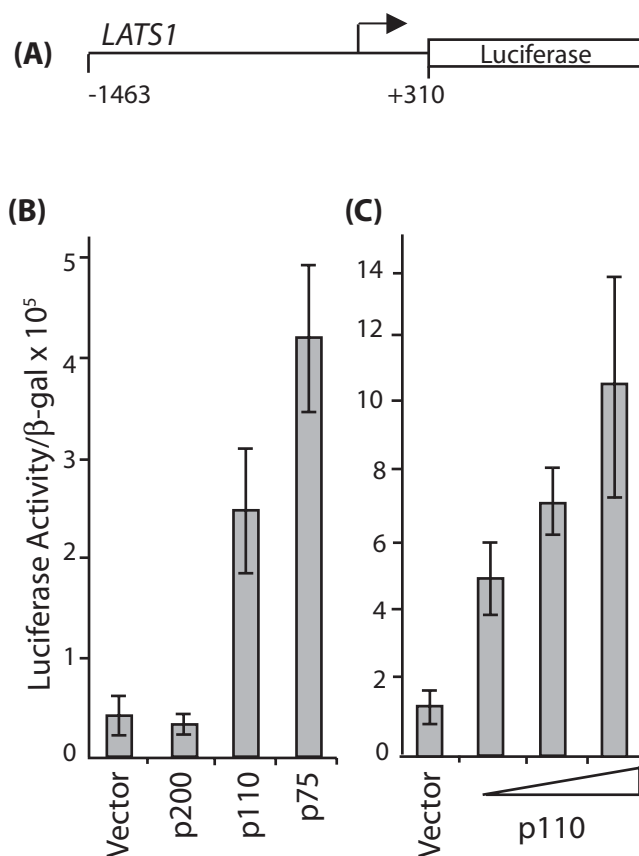 (A)
LATS1
Luciferase
-1463
+310
(B)
Luciferase Activity/β-gal x 10⁵
5
4
3
2
1
0
Vector
p200
p110
p75
(C)
14
12
10
8
6
4
2
0
Vector
p110